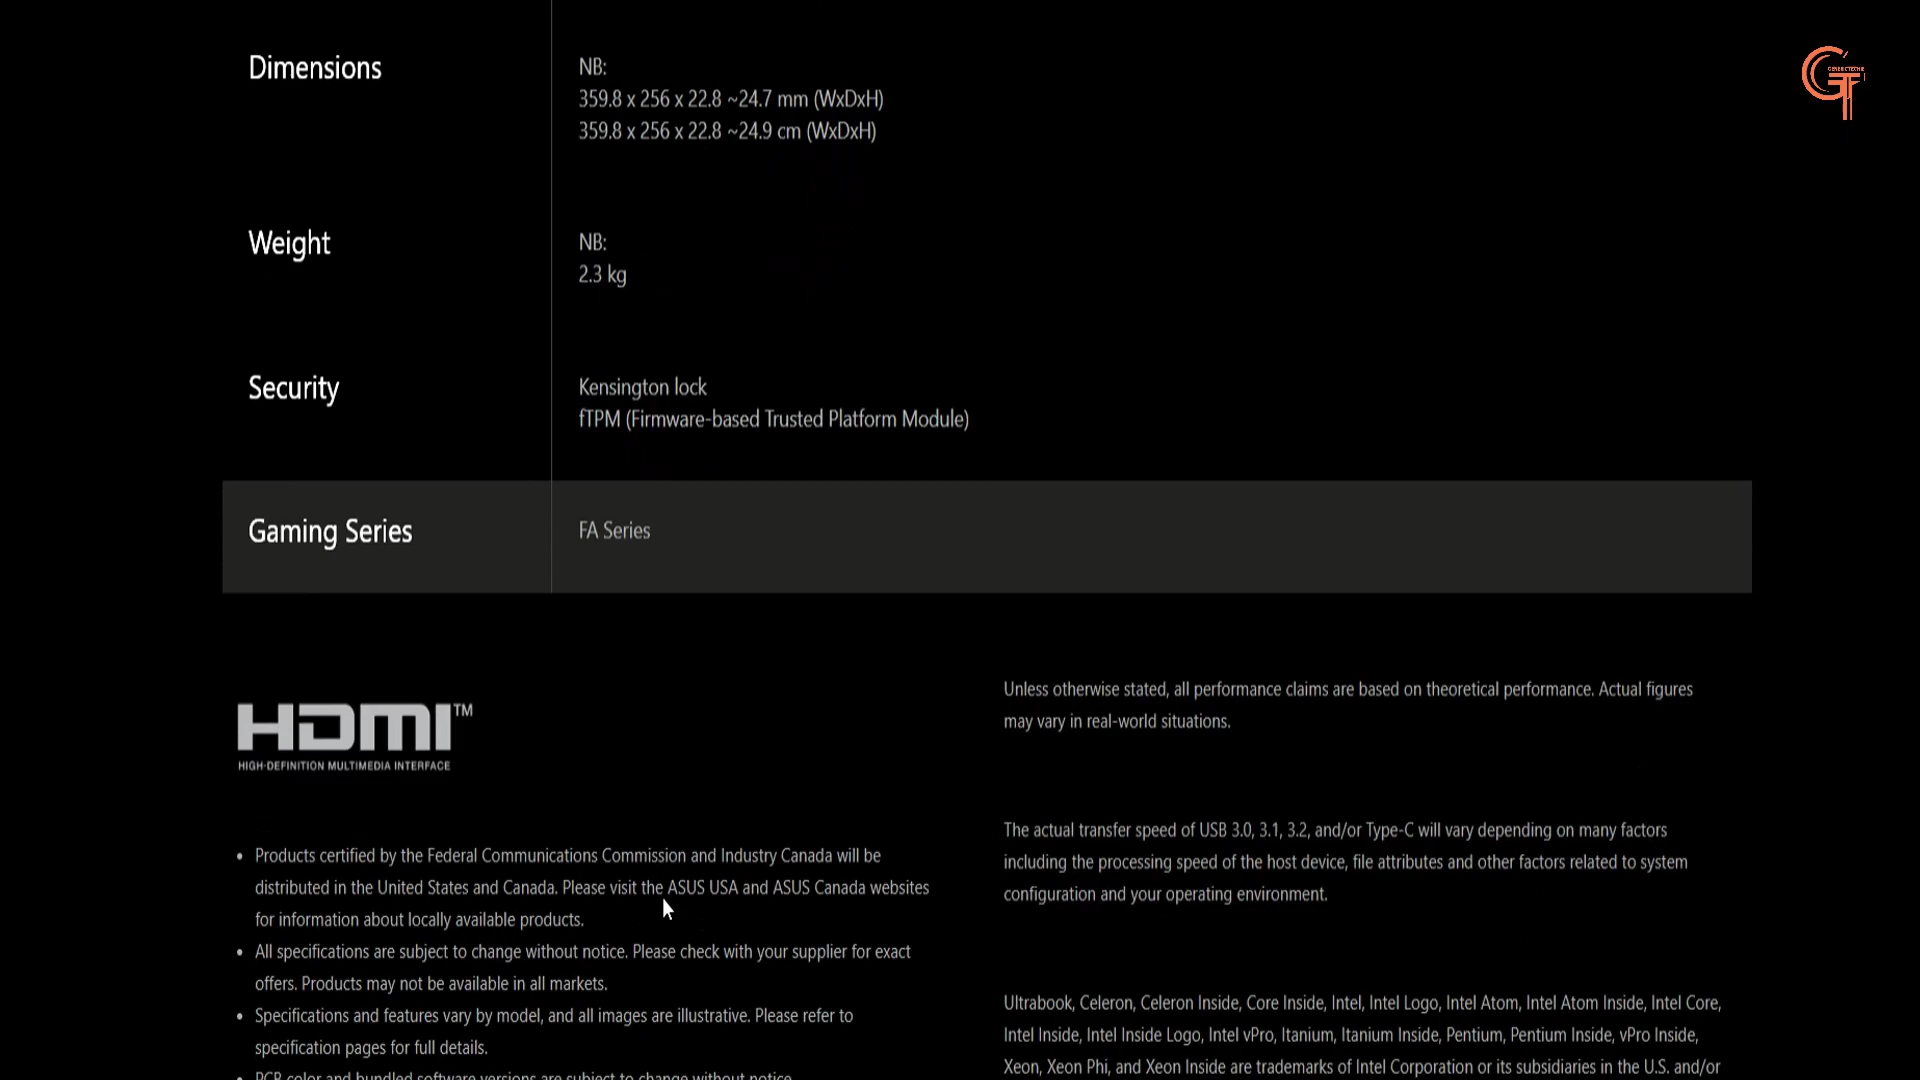 Dimensions
NB:
359.8 x 256 x 22.8 ~24.7 mm (WxDxH)
359.8 x 256 x 22.8 ~24.9 cm (WxDxH)
Weight
NB:
2.3 kg
Security
Kensington lock
fTPM (Firmware-based Trusted Platform Module)
Gaming Series
FA Series
HDMI™
HIGH-DEFINITION MULTIMEDIA INTERFACE
• Products certified by the Federal Communications Commission and Industry Canada will be
distributed in the United States and Canada. Please visit the ASUS USA and ASUS Canada websites
for information about locally available products.
• All specifications are subject to change without notice. Please check with your supplier for exact
offers. Products may not be available in all markets.
• Specifications and features vary by model, and all images are illustrative. Please refer to
specification pages for full details.
• PCB color and bundled software versions are subject to change without notice.
Unless otherwise stated, all performance claims are based on theoretical performance. Actual figures
may vary in real-world situations.
The actual transfer speed of USB 3.0, 3.1, 3.2, and/or Type-C will vary depending on many factors
including the processing speed of the host device, file attributes and other factors related to system
configuration and your operating environment.
Ultrabook, Celeron, Celeron Inside, Core Inside, Intel, Intel Logo, Intel Atom, Intel Atom Inside, Intel Core,
Intel Inside, Intel Inside Logo, Intel vPro, Itanium, Itanium Inside, Pentium, Pentium Inside, vPro Inside,
Xeon, Xeon Phi, and Xeon Inside are trademarks of Intel Corporation or its subsidiaries in the U.S. and/or